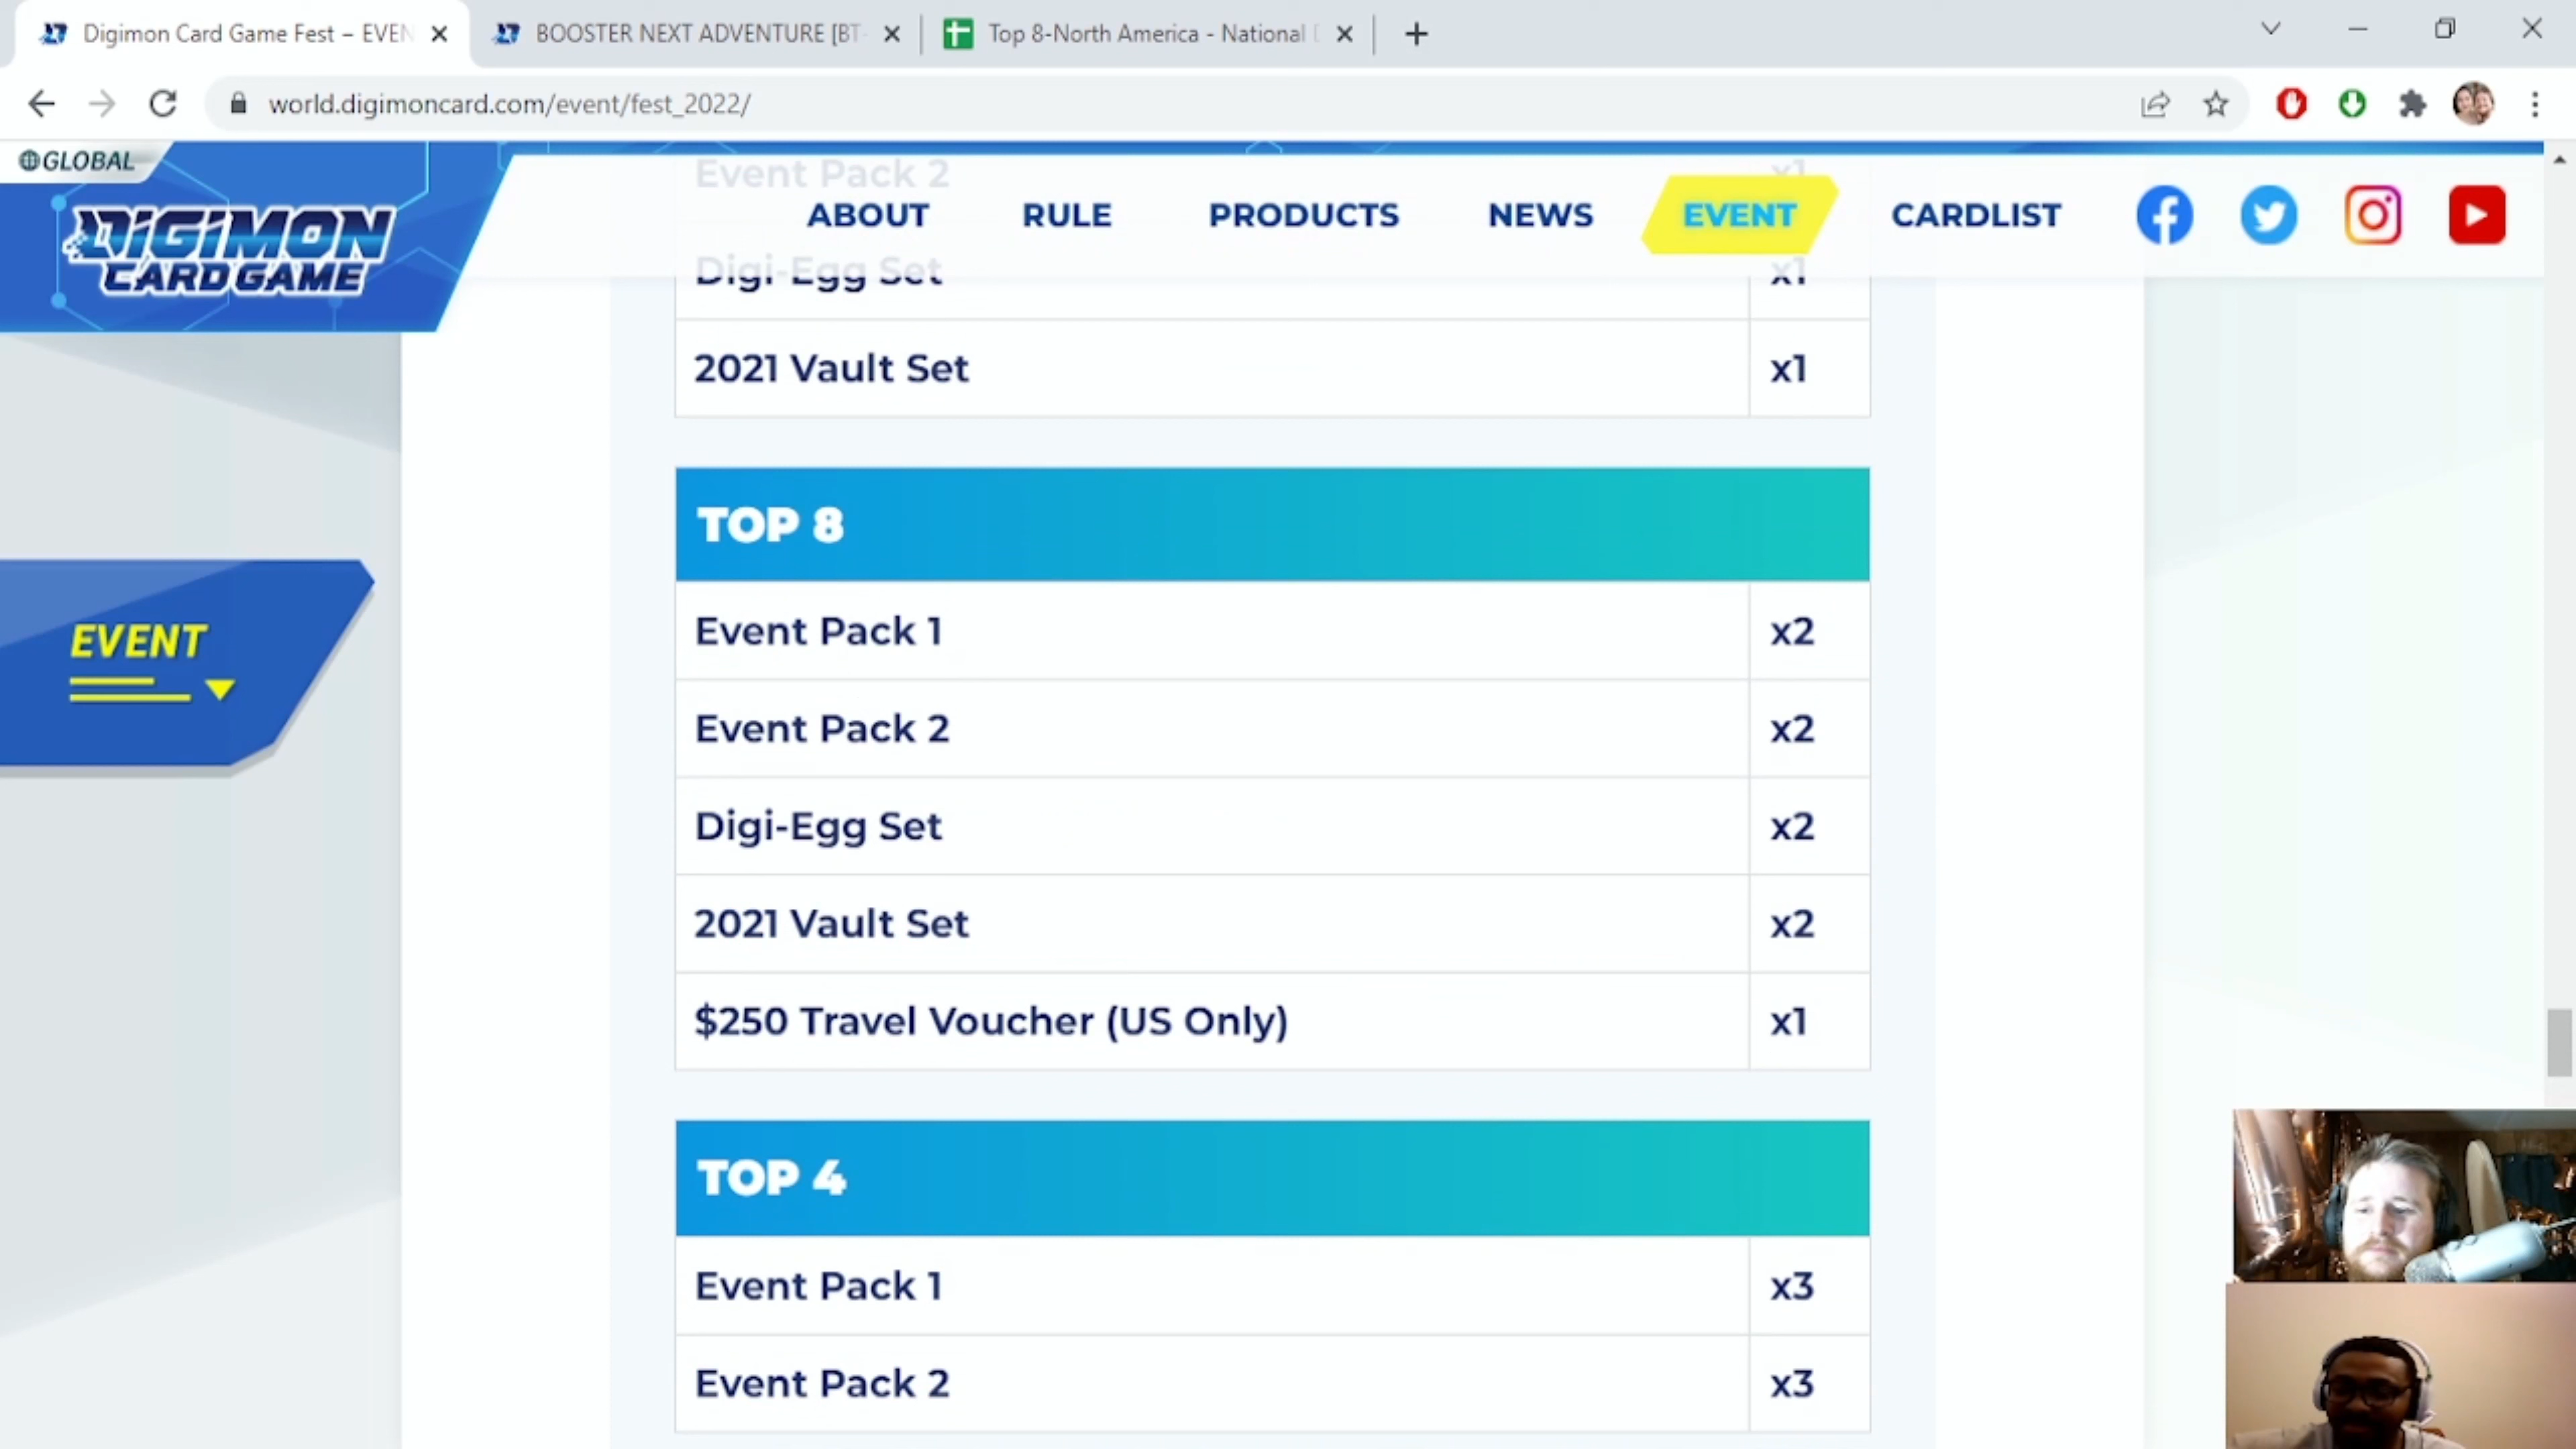 Digimon Card Game Fest – EVEN
BOOSTER NEXT ADVENTURE [BT-
Top 8-North America - National
world.digimoncard.com/event/fest_2022/
GLOBAL
DIGIMON
CARD GAME
ABOUT RULE PRODUCTS NEWS EVENT CARDLIST
Event Pack 2 x1
Digi-Egg Set x1
2021 Vault Set x1
TOP 8
Event Pack 1 x2
Event Pack 2 x2
Digi-Egg Set x2
2021 Vault Set x2
$250 Travel Voucher (US Only) x1
EVENT
TOP 4
Event Pack 1 x3
Event Pack 2 x3